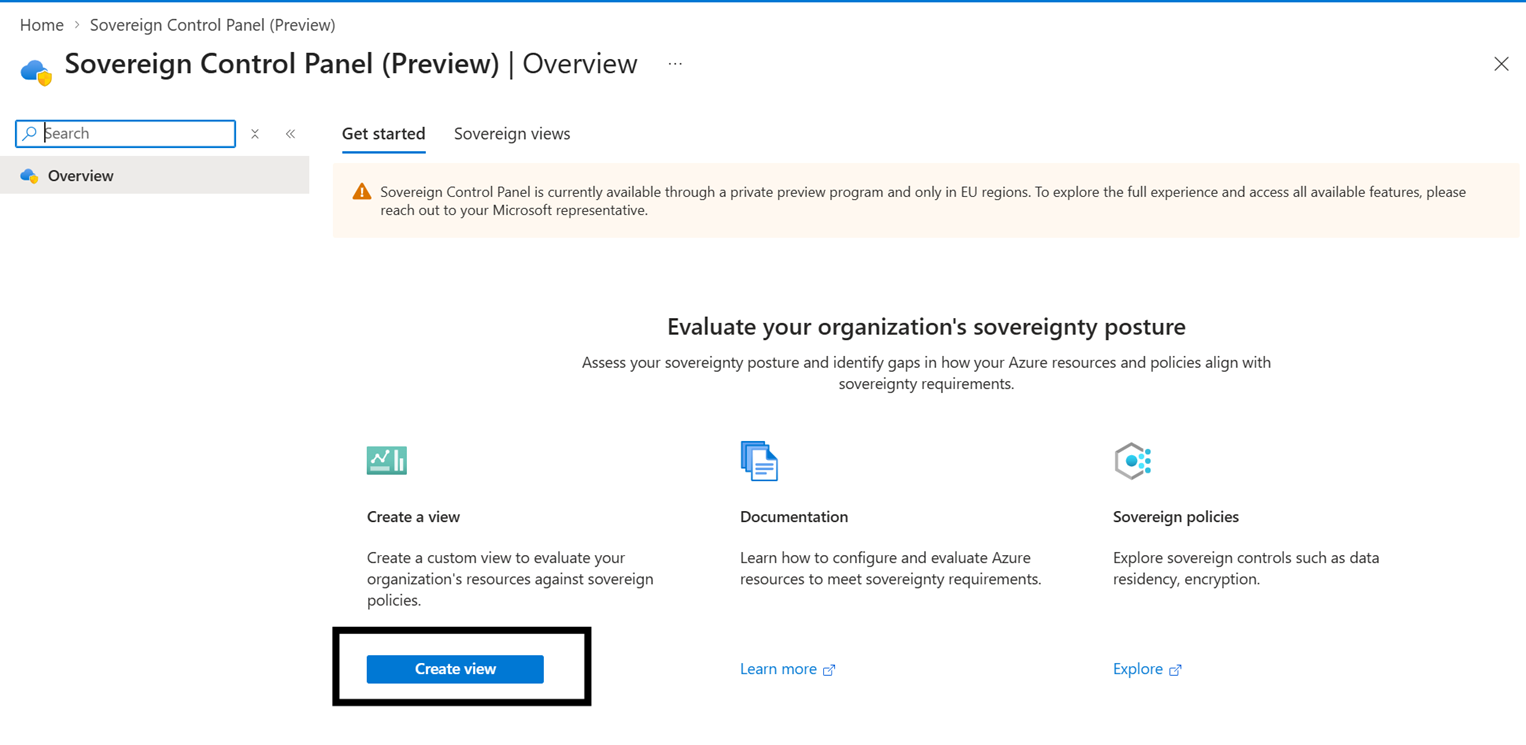 Home > Sovereign Control Panel (Preview)
Sovereign Control Panel (Preview) | Overview ...
Search
Overview
Get started Sovereign views
Sovereign Control Panel is currently available through a private preview program and only in EU regions. To explore the full experience and access all available features, please
reach out to your Microsoft representative.
Evaluate your organization's sovereignty posture
Assess your sovereignty posture and identify gaps in how your Azure resources and policies align with
sovereignty requirements.
Create a view
Create a custom view to evaluate your
organization's resources against sovereign
policies.
Create view
Documentation
Learn how to configure and evaluate Azure
resources to meet sovereignty requirements.
Learn more
Sovereign policies
Explore sovereign controls such as data
residency, encryption.
Explore